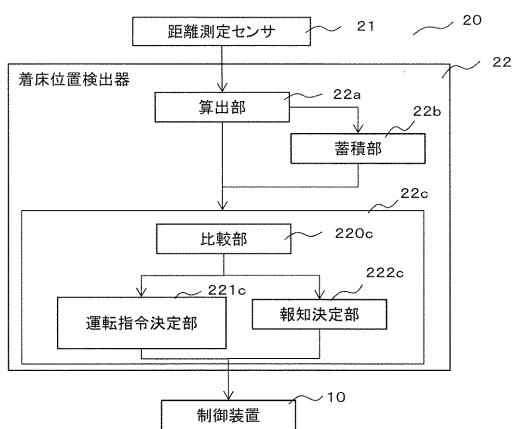 距離測定センサ
21
20
着床位置検出器
22
算出部
22a
22b
蓄積部
22c
比較部
220c
221c
222c
運転指令決定部
報知決定部
10
制御装置